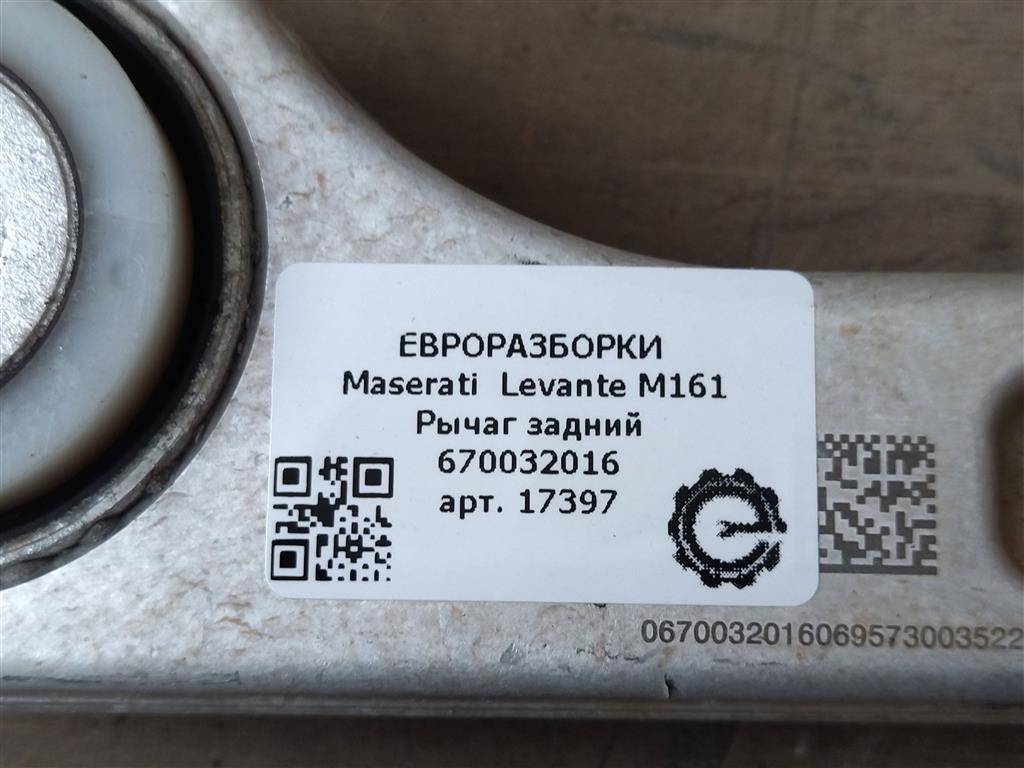 ЕВРОРАЗБОРКИ
Maserati Levante M161
Рычаг задний
670032016
арт. 17397
0670032016069573003522